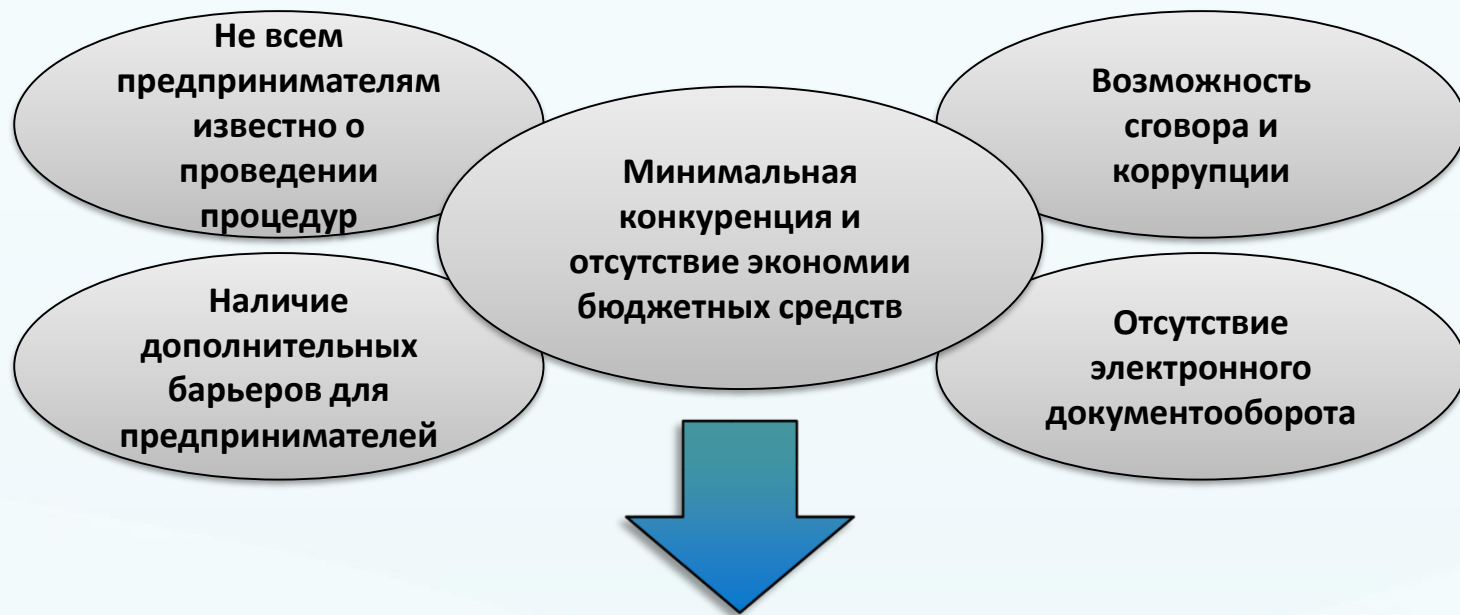 Не всем
предпринимателям
известно о
проведении
процедур
Возможность
сговора и
коррупции
Минимальная
конкуренция и
отсутствие экономии
бюджетных средств
Наличие
дополнительных
барьеров для
предпринимателей
Отсутствие
электронного
документооборота